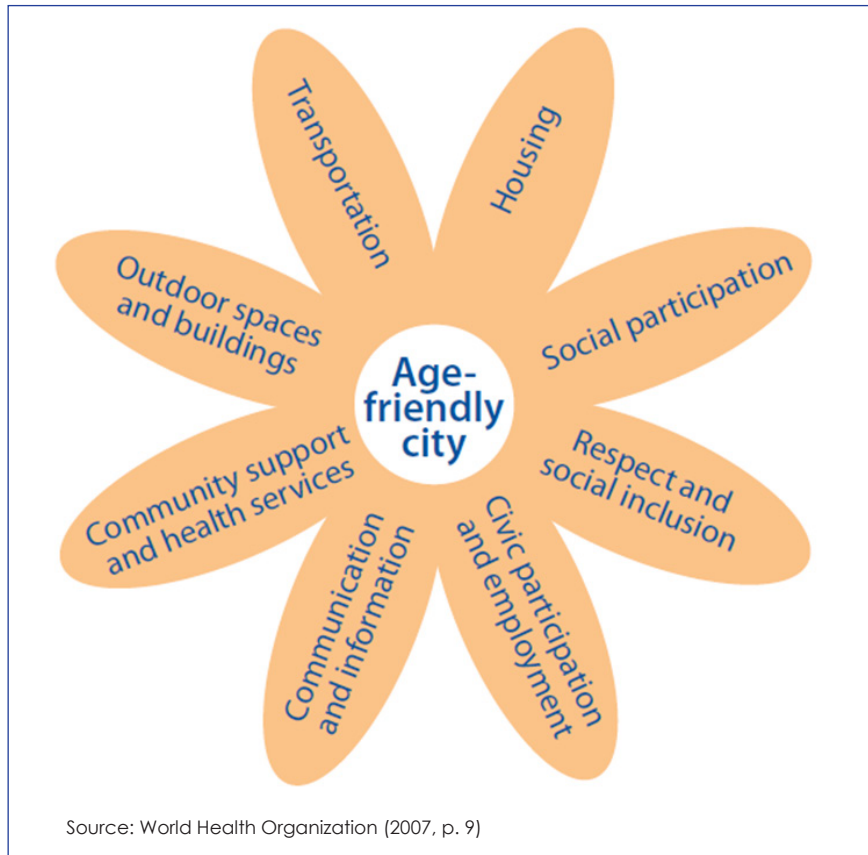 Transportation
Housing
Outdoor spaces
and buildings
Social participation
Age-
friendly
city
Community support
and health services
Respect and
social inclusion
Communication
and information
Civic participation
and employment
Source: World Health Organization (2007, p. 9)